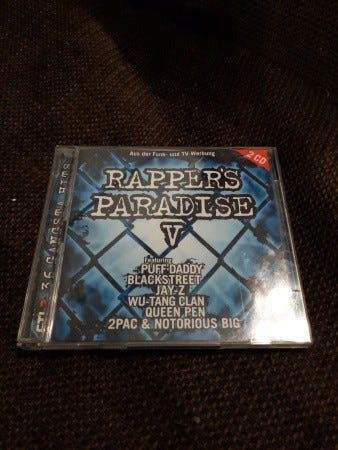 Aus der Funk- und TV-Werbung
2 CD
RAPPER'S
PARADISE
V
Featuring
PUFF DADDY
BLACKSTREET
JAY-Z
WU-TANG CLAN
QUEEN PEN
2PAC & NOTORIOUS BIG